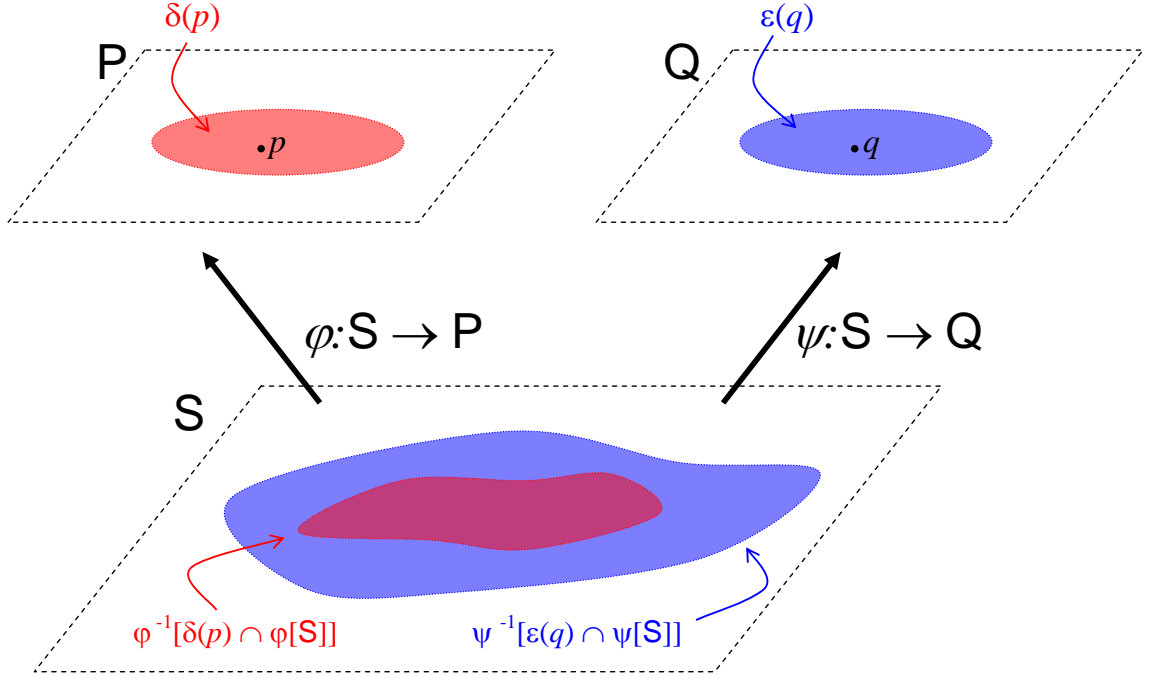 δ(p)
ε(q)
P
Q
p
q
φ:S → P
ψ:S → Q
S
φ⁻¹[δ(p) ∩ φ[S]]
ψ⁻¹[ε(q) ∩ ψ[S]]